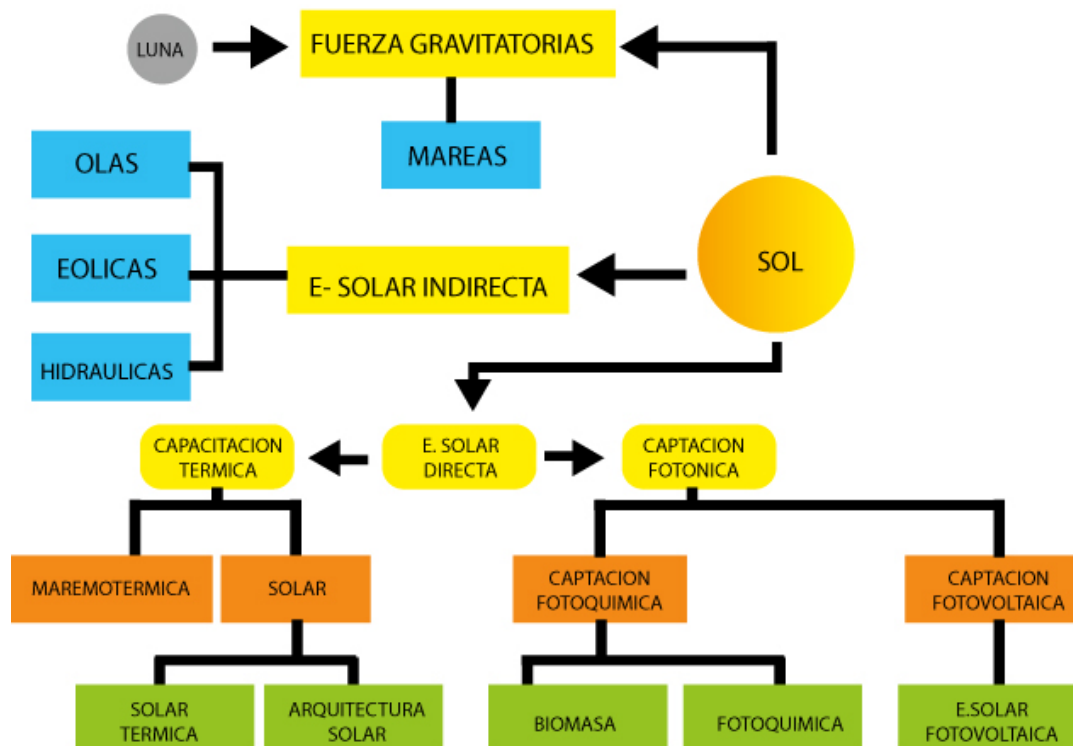 LUNA
FUERZA GRAVITATORIAS
MAREAS
OLAS
EOLICAS
HIDRAULICAS
E- SOLAR INDIRECTA
SOL
CAPACITACION
TERMICA
E. SOLAR
DIRECTA
CAPTACION
FOTONICA
MAREMOTERMICA
SOLAR
CAPTACION
FOTOQUIMICA
CAPTACION
FOTOVOLTAICA
SOLAR
TERMICA
ARQUITECTURA
SOLAR
BIOMASA
FOTOQUIMICA
E.SOLAR
FOTOVOLTAICA